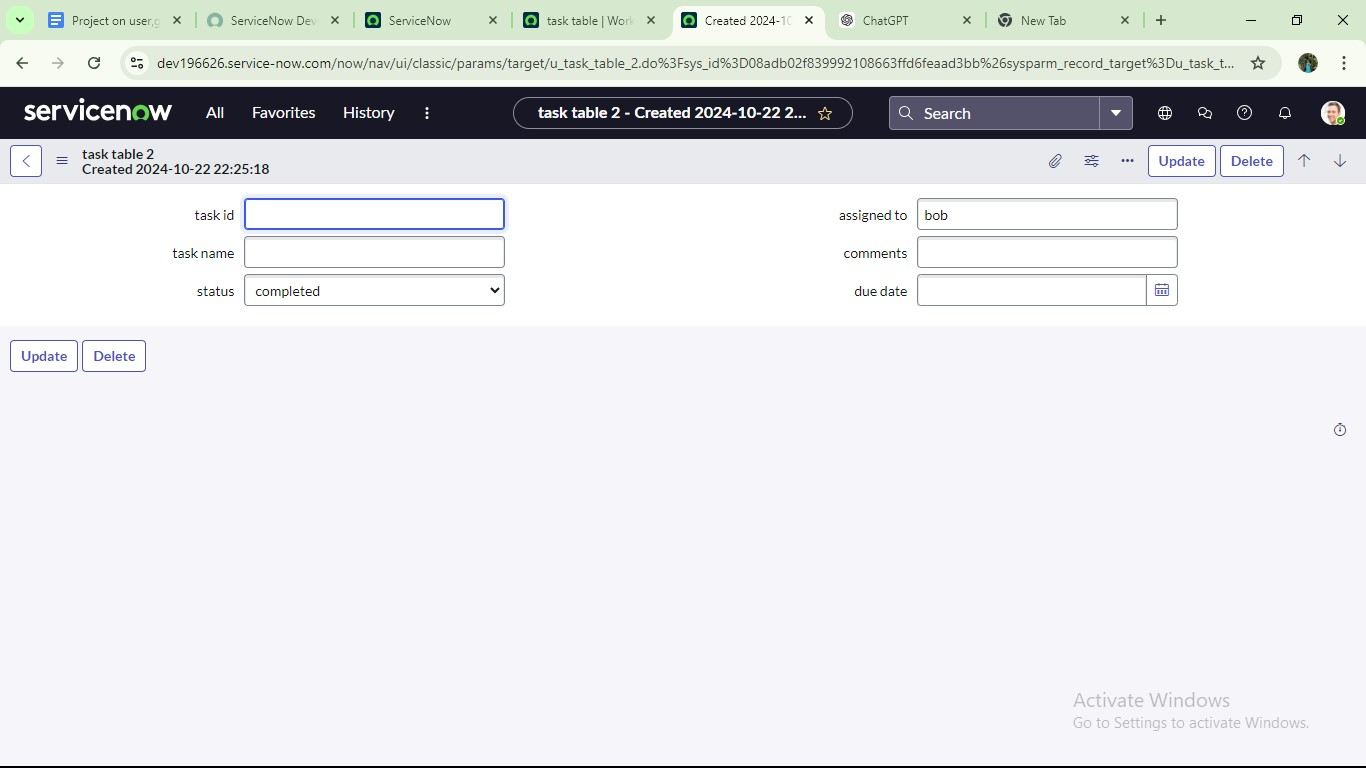 Project on user,g
ServiceNow Dev
ServiceNow
task table | Work
Created 2024-10
ChatGPT
New Tab
dev196626.service-now.com/now/nav/ui/classic/params/target/u_task_table_2.do%3Fsys_id%3D08adb02f839992108663ffd6feaad3bb%26sysparm_record_target%3Du_task_t...
servicenow
All
Favorites
History
task table 2 - Created 2024-10-22 2...
Search
task table 2
Created 2024-10-22 22:25:18
Update
Delete
task id
assigned to
bob
task name
comments
status
completed
due date
Update
Delete
Activate Windows
Go to Settings to activate Windows.